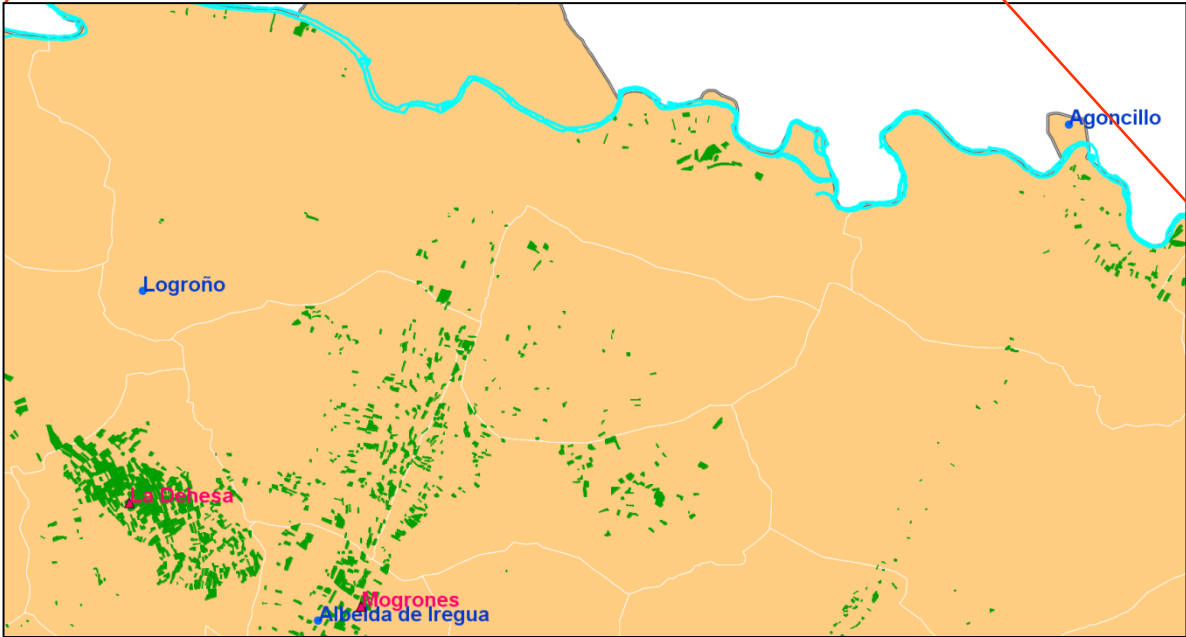 Agoncillo
Logroño
La Dehesa
Mogrones
Albelda de Iregua